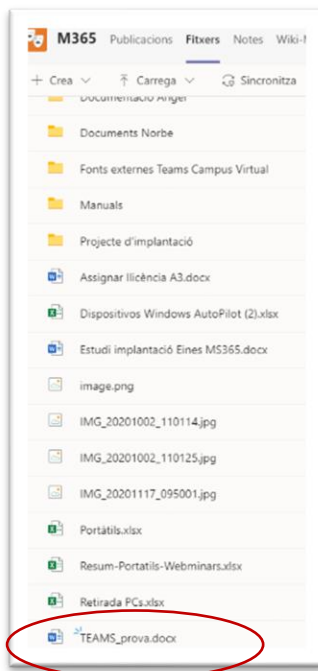 M365 Publicacions Fitxers Notes Wiki-
Crea Carrega Sincronitza
Documentació Angel
Documents Norbe
Fonts externes Teams Campus Virtual
Manuals
Projecte d'implantació
Assignar llicència A3.docx
Dispositivos Windows AutoPilot (2).xlsx
Estudi implantació Eines MS365.docx
image.png
IMG_20201002_110114.jpg
IMG_20201002_110125.jpg
IMG_20201117_095001.jpg
Portàtils.xlsx
Resum-Portatils-Webminars.xlsx
Retirada PCs.xlsx
TEAMS_prova.docx